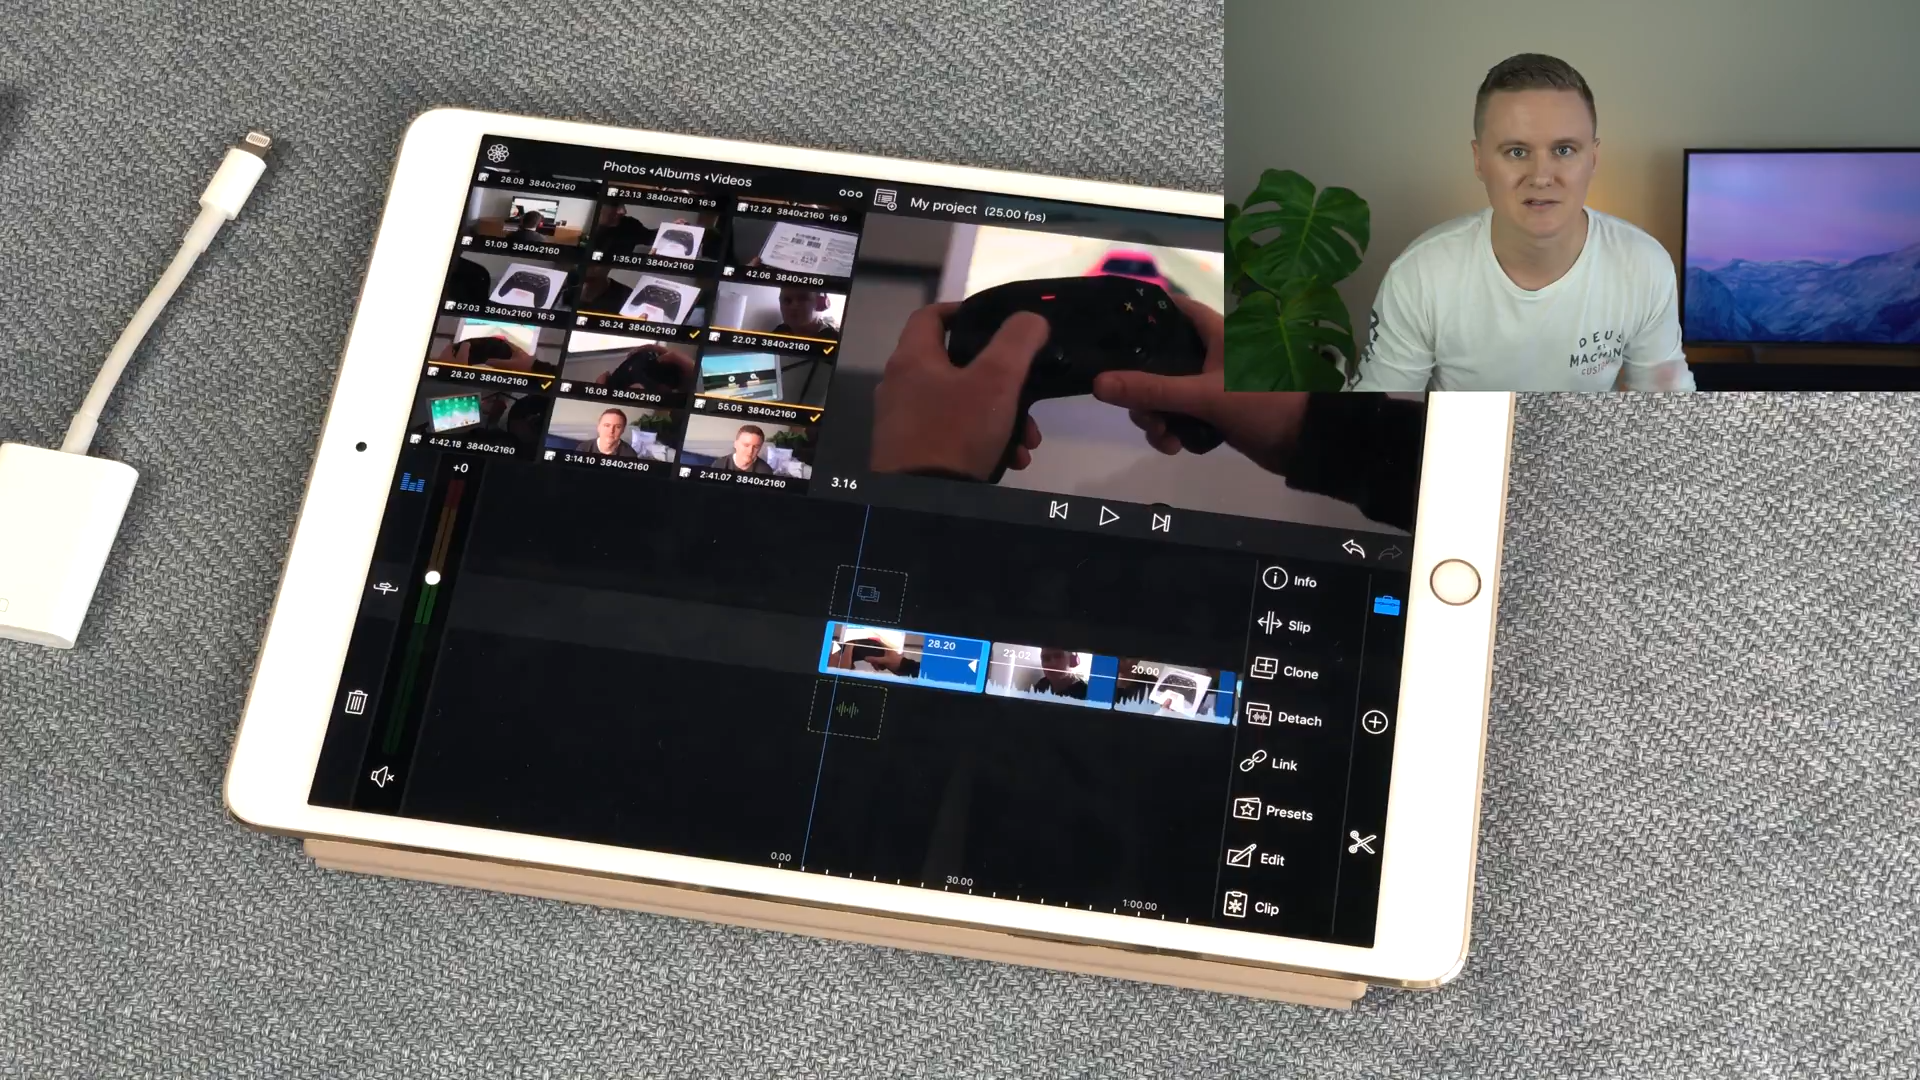 Photos ◂Albums ◂Videos
My project (25.00 fps)
28.08 3840x2160
23.13 3840x2160 16:9
12.24 3840x2160 16:9
51.09 3840x2160
1:35.01 3840x2160
42.06 3840x2160
57.03 3840x2160 16:9
36.24 3840x2160
22.02 3840x2160
28.20 3840x2160
16.08 3840x2160
55.05 3840x2160
4:42.18 3840x2160
3:14.10 3840x2160
2:41.07 3840x2160
Y
X
B
A
DEUS
MACHIN
CUSTO
+0
3.16
Info
Slip
Clone
Detach
Link
Presets
Edit
Clip
28.20
22.02
20.00
0.00
30.00
1:00.00